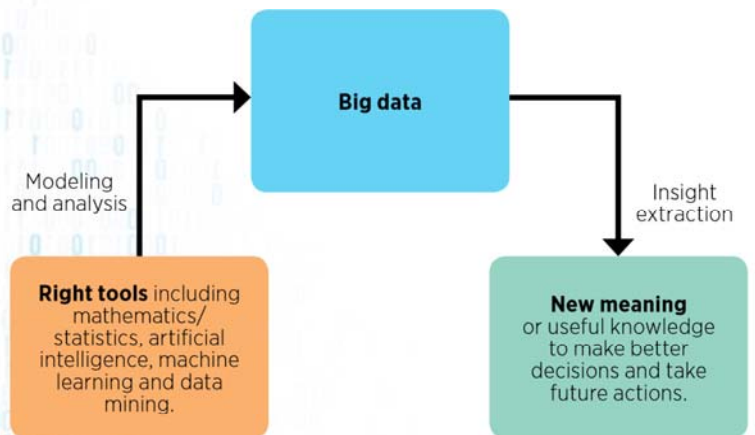 Big data
Modeling
and analysis
Insight
extraction
Right tools including
mathematics/
statistics, artificial
intelligence, machine
learning and data
mining.
New meaning
or useful knowledge
to make better
decisions and take
future actions.